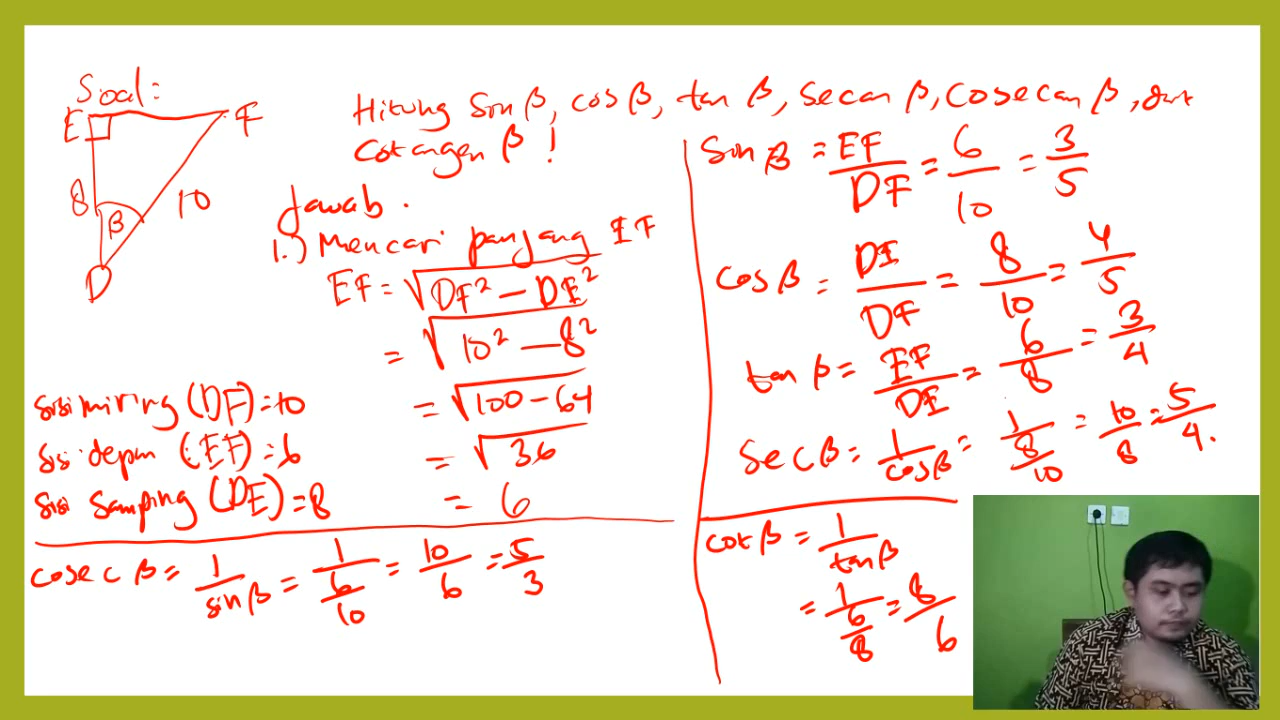 Soal:
E F
8 10
β
D
Hitung Sin β, cos β, tan β, secan β, Cosecan β, dan
Cotangen β !
Jawab.
1.) Mencari panjang EF
EF = √DF² − DE²
= √10² − 8²
= √100 − 64
= √36
= 6
Sisi miring (DF) = 10
Sisi depan (EF) = 6
Sisi samping (DE) = 8
cosec β = 1/sin β = 1/(6/10) = 10/6 = 5/3
Sin β = EF/DF = 6/10 = 3/5
cos β = DE/DF = 8/10 = 4/5
tan β = EF/DE = 6/8 = 3/4
Sec β = 1/cos β = 1/(8/10) = 10/8 = 5/4.
cot β = 1/tan β
= 1/(6/8) = 8/6